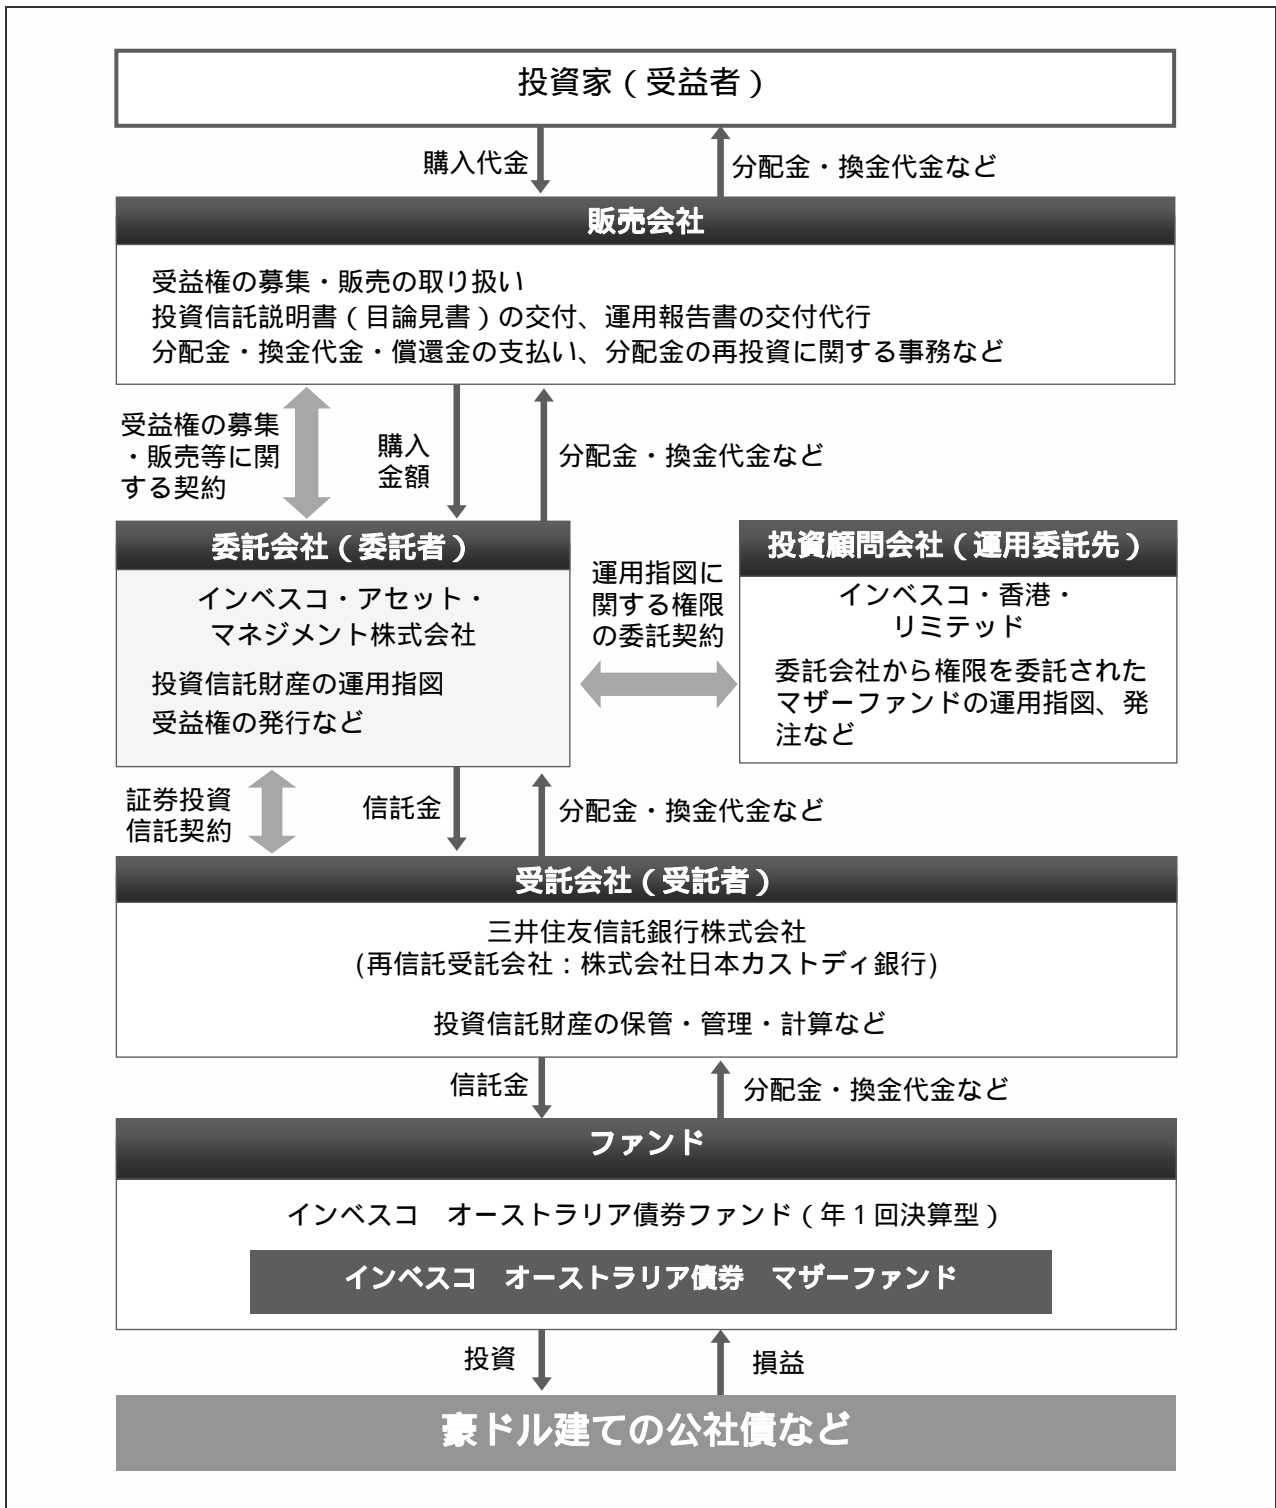 投資家（受益者）
購入代金
分配金・換金代金など
販売会社
受益権の募集・販売の取り扱い
投資信託説明書（目論見書）の交付、運用報告書の交付代行
分配金・換金代金・償還金の支払い、分配金の再投資に関する事務など
受益権の募集
・販売等に関
する契約
購入
金額
分配金・換金代金など
委託会社（委託者）
インベスコ・アセット・
マネジメント株式会社
投資信託財産の運用指図
受益権の発行など
運用指図に
関する権限
の委託契約
投資顧問会社（運用委託先）
インベスコ・香港・
リミテッド
委託会社から権限を委託された
マザーファンドの運用指図、発
注など
証券投資
信託契約
信託金
分配金・換金代金など
受託会社（受託者）
三井住友信託銀行株式会社
(再信託受託会社：株式会社日本カストディ銀行)
投資信託財産の保管・管理・計算など
信託金
分配金・換金代金など
ファンド
インベスコ　オーストラリア債券ファンド（年１回決算型）
インベスコ　オーストラリア債券　マザーファンド
投資
損益
豪ドル建ての公社債など